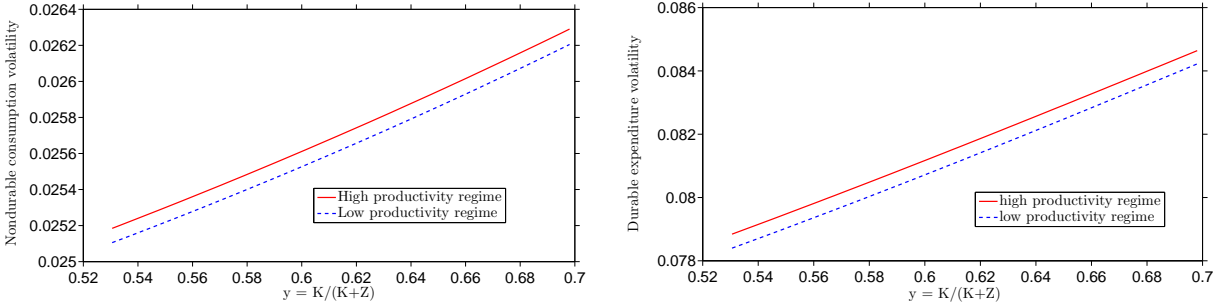 Nondurable consumption volatility
0.0264
0.0262
0.026
0.0258
0.0256
0.0254
0.0252
0.025
0.52 0.54 0.56 0.58 0.6 0.62 0.64 0.66 0.68 0.7
y = K/(K+Z)
High productivity regime
Low productivity regime
Durable expenditure volatility
0.086
0.084
0.082
0.08
0.078
0.52 0.54 0.56 0.58 0.6 0.62 0.64 0.66 0.68 0.7
y = K/(K+Z)
high productivity regime
low productivity regime